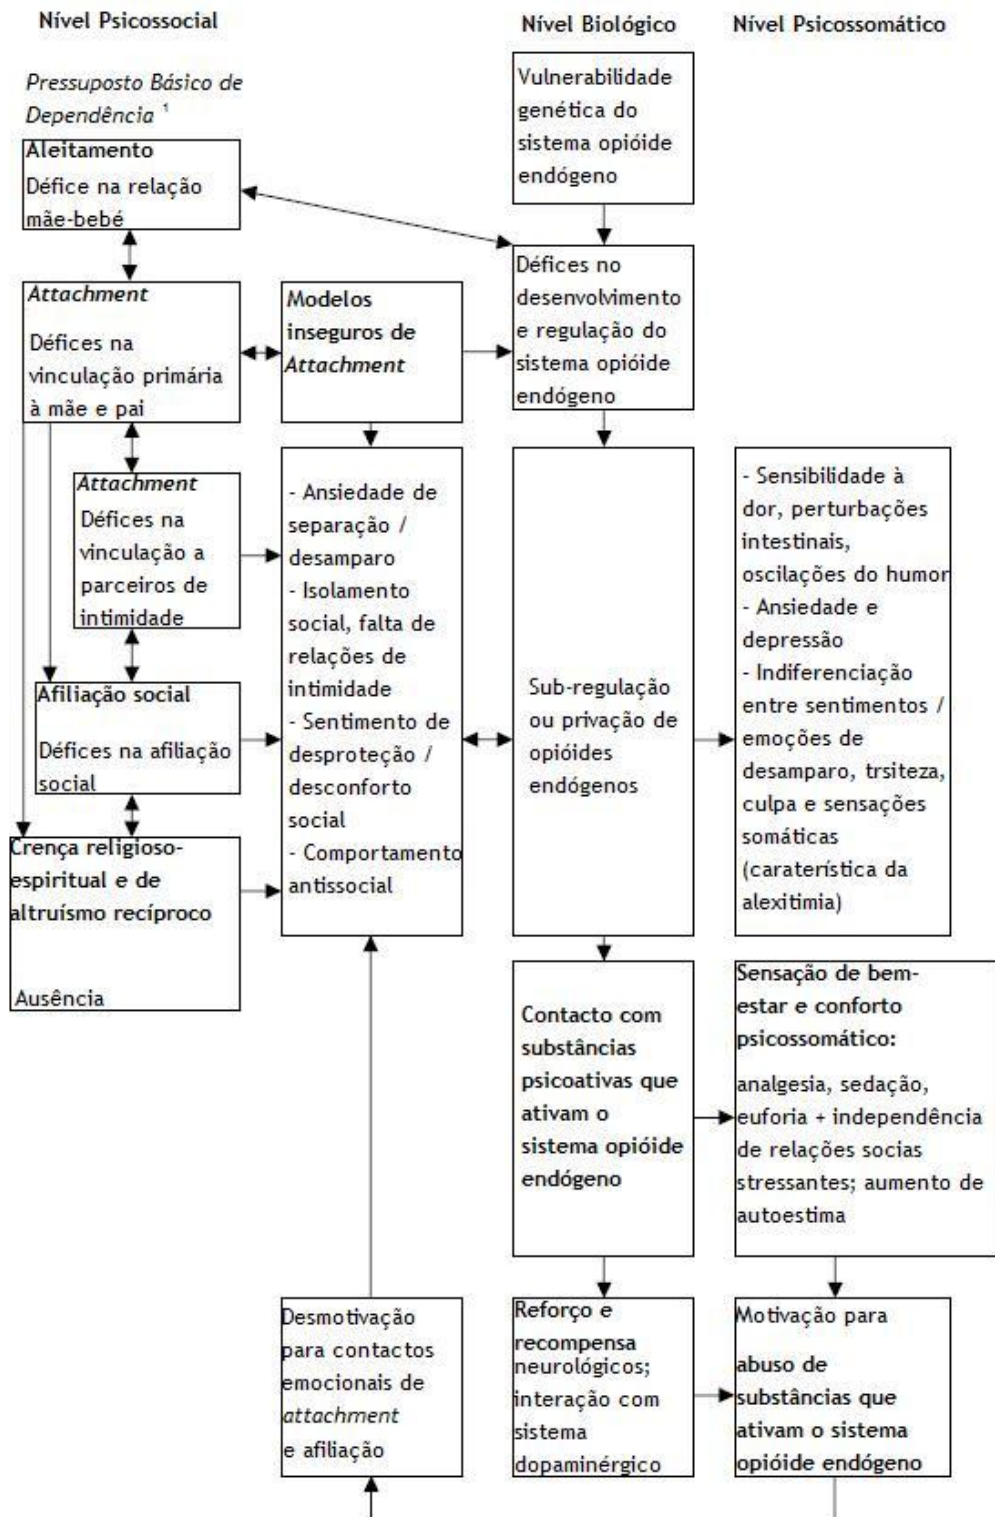 Nível Psicossocial
Nível Biológico
Nível Psicossomático
Pressuposto Básico de
Dependência ¹
Aleitamento
Défice na relação
mãe-bebé
Vulnerabilidade
genética do
sistema opióide
endógeno
Attachment
Défices na
vinculação primária
à mãe e pai
Modelos
inseguros de
Attachment
Défices no
desenvolvimento
e regulação do
sistema opióide
endógeno
Attachment
Défices na
vinculação a
parceiros de
intimidade
Afiliação social
Défices na afiliação
social
Crença religioso-
espiritual e de
altruísmo recíproco
Ausência
- Ansiedade de
separação /
desamparo
- Isolamento
social, falta de
relações de
intimidade
- Sentimento de
desproteção /
desconforto
social
- Comportamento
antissocial
Sub-regulação
ou privação de
opióides
endógenos
- Sensibilidade à
dor, perturbações
intestinais,
oscilações do humor
- Ansiedade e
depressão
- Indiferenciação
entre sentimentos /
emoções de
desamparo, trsiteza,
culpa e sensações
somáticas
(caraterística da
alexitimia)
Contacto com
substâncias
psicoativas que
ativam o
sistema opióide
endógeno
Sensação de bem-
estar e conforto
psicossomático:
analgesia, sedação,
euforia + independência
de relações socias
stressantes; aumento de
autoestima
Desmotivação
para contactos
emocionais de
attachment
e afiliação
Reforço e
recompensa
neurológicos;
interação com
sistema
dopaminérgico
Motivação para
abuso de
substâncias que
ativam o sistema
opióide endógeno